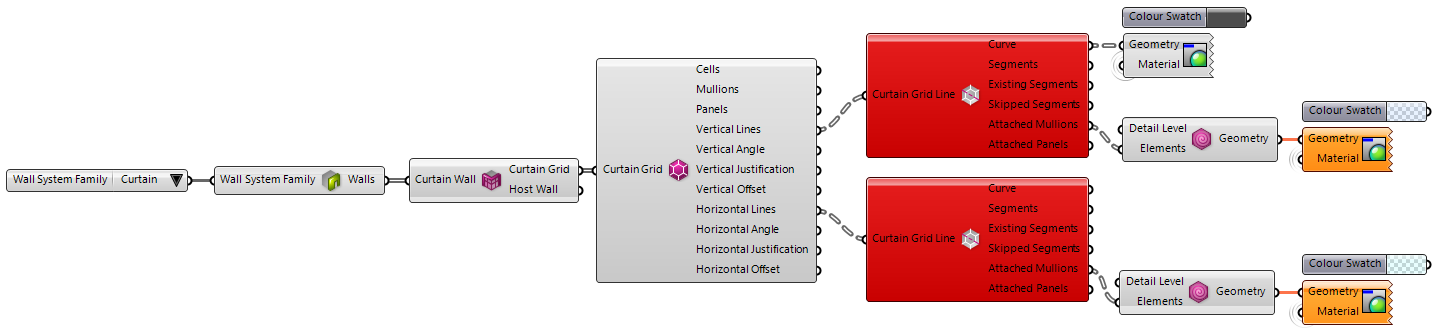 Wall System Family Curtain
Wall System Family Walls
Curtain Wall Curtain Grid
Host Wall
Curtain Grid
Cells
Mullions
Panels
Vertical Lines
Vertical Angle
Vertical Justification
Vertical Offset
Horizontal Lines
Horizontal Angle
Horizontal Justification
Horizontal Offset
Curtain Grid Line
Curve
Segments
Existing Segments
Skipped Segments
Attached Mullions
Attached Panels
Colour Swatch
Geometry
Material
Detail Level
Elements
Geometry
Colour Swatch
Geometry
Material
Curtain Grid Line
Curve
Segments
Existing Segments
Skipped Segments
Attached Mullions
Attached Panels
Detail Level
Elements
Geometry
Colour Swatch
Geometry
Material